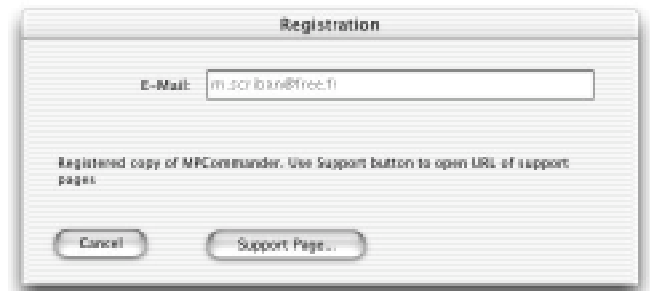 Registration
E-Mail: m.scriban@free.fr
Registered copy of MPCommander. Use Support button to open URL of support
pages
Cancel
Support Page...